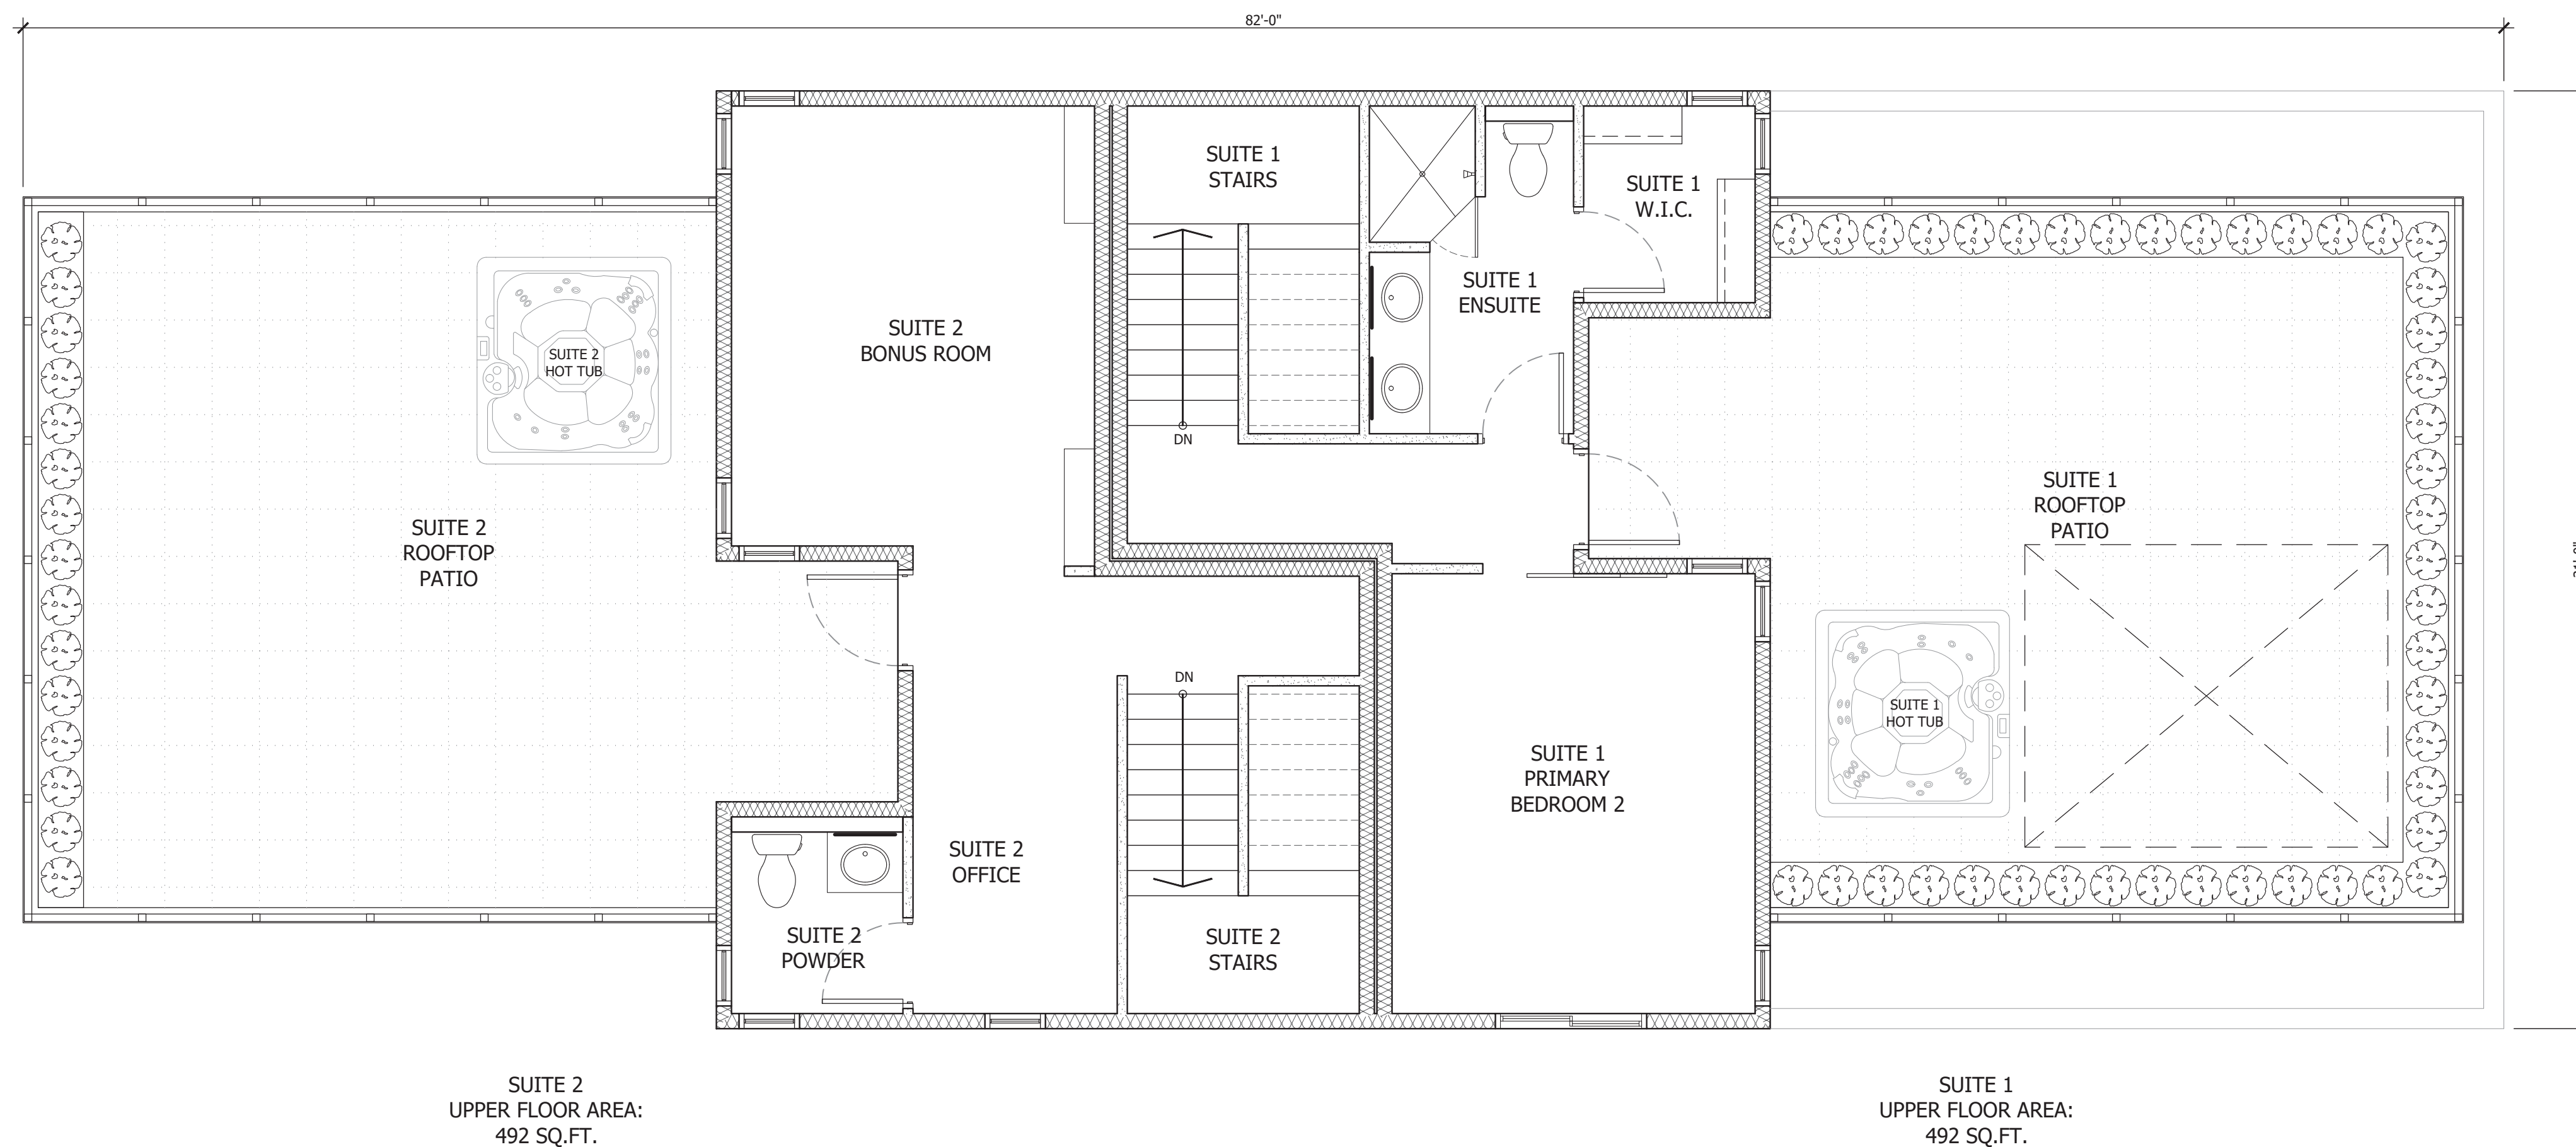 82'-0"
SUITE 1
STAIRS
SUITE 1
W.I.C.
SUITE 1
ENSUITE
SUITE 2
BONUS ROOM
SUITE 2
HOT TUB
DN
SUITE 2
ROOFTOP
PATIO
SUITE 1
ROOFTOP
PATIO
DN
SUITE 1
HOT TUB
SUITE 1
PRIMARY
BEDROOM 2
SUITE 2
OFFICE
SUITE 2
POWDER
SUITE 2
STAIRS
SUITE 2
UPPER FLOOR AREA:
492 SQ.FT.
SUITE 1
UPPER FLOOR AREA:
492 SQ.FT.